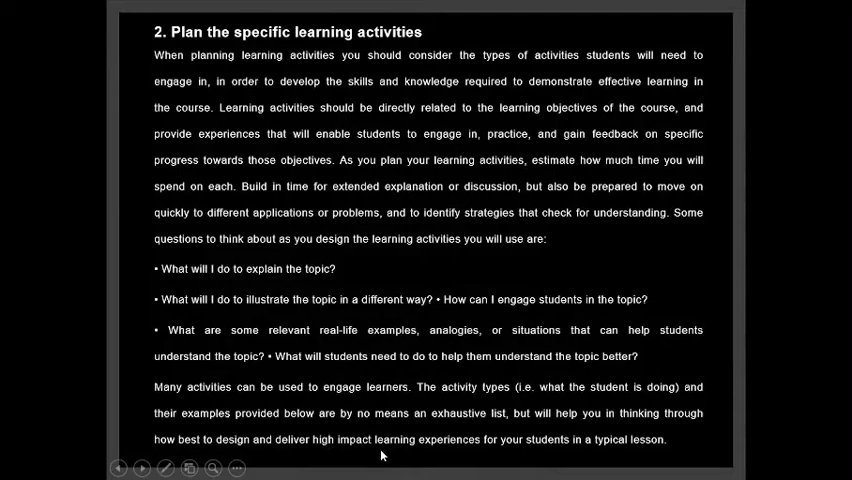 2. Plan the specific learning activities
When planning learning activities you should consider the types of activities students will need to
engage in, in order to develop the skills and knowledge required to demonstrate effective learning in
the course. Learning activities should be directly related to the learning objectives of the course, and
provide experiences that will enable students to engage in, practice, and gain feedback on specific
progress towards those objectives. As you plan your learning activities, estimate how much time you will
spend on each. Build in time for extended explanation or discussion, but also be prepared to move on
quickly to different applications or problems, and to identify strategies that check for understanding. Some
questions to think about as you design the learning activities you will use are:
• What will I do to explain the topic?
• What will I do to illustrate the topic in a different way? • How can I engage students in the topic?
• What are some relevant real-life examples, analogies, or situations that can help students
understand the topic? • What will students need to do to help them understand the topic better?
Many activities can be used to engage learners. The activity types (i.e. what the student is doing) and
their examples provided below are by no means an exhaustive list, but will help you in thinking through
how best to design and deliver high impact learning experiences for your students in a typical lesson.